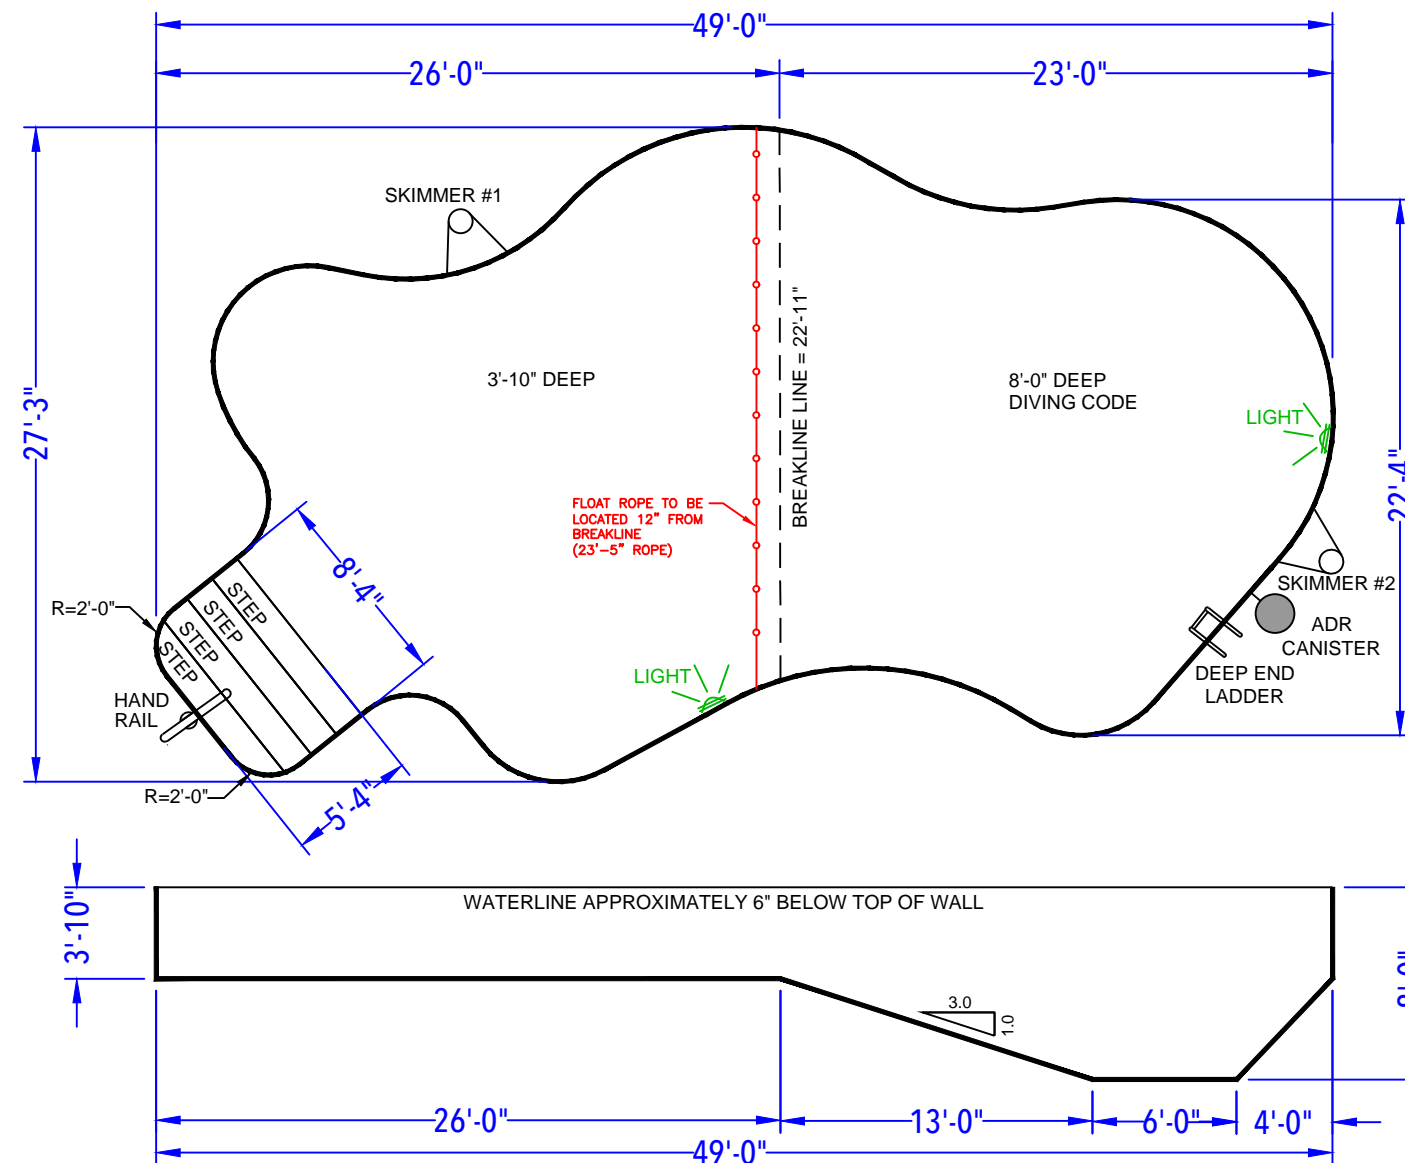 49'-0"
26'-0"
23'-0"
SKIMMER #1
27'-3"
3'-10" DEEP
BREAKLINE = 22'-11"
8'-0" DEEP
DIVING CODE
LIGHT
22'-4"
FLOAT ROPE TO BE
LOCATED 12" FROM
BREAKLINE
(23'-5" ROPE)
8'-4"
R=2'-0"
STEP
STEP
STEP
STEP
SKIMMER #2
ADR
CANISTER
DEEP END
LADDER
LIGHT
HAND
RAIL
R=2'-0"
5'-4"
3'-10"
WATERLINE APPROXIMATELY 6" BELOW TOP OF WALL
3.0
1.0
26'-0"
13'-0"
6'-0"
4'-0"
49'-0"